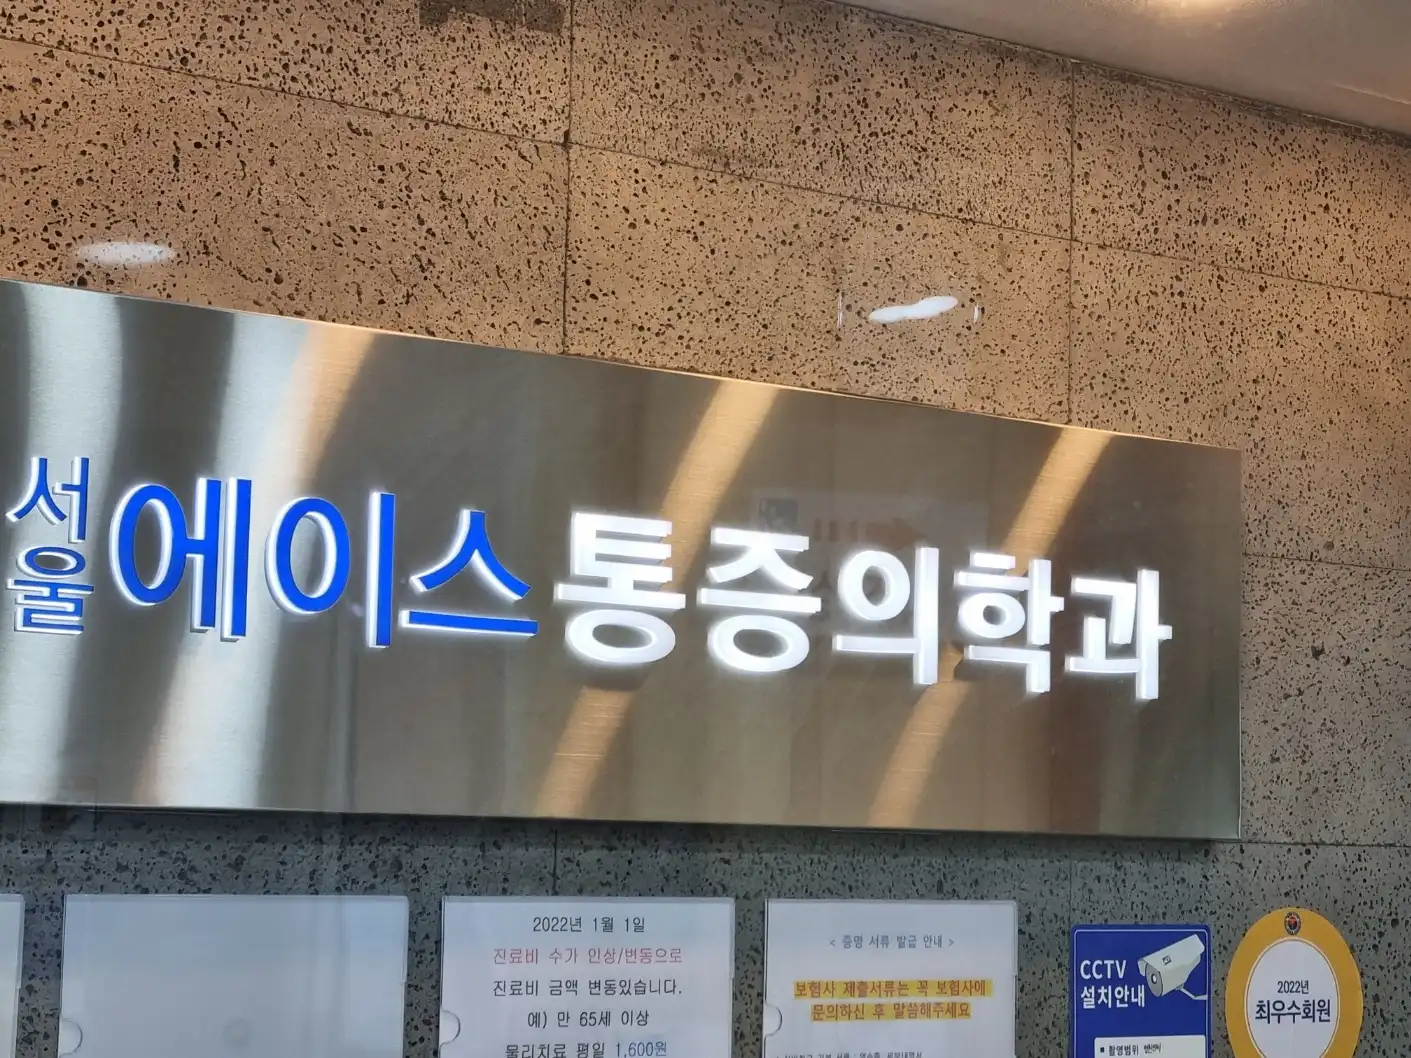 서울 에이스통증의학과
2022년 1월 1일
진료비 수가 인상/변동으로
진료비 금액 변동있습니다.
예) 만 65세 이상
물리치료 평일 1,600원
< 증명 서류 발급 안내 >
보험사 제출서류는 꼭 보험사에
문의하신 후 말씀해주세요
CCTV
설치안내
▪ 촬영범위
2022년
최우수회원